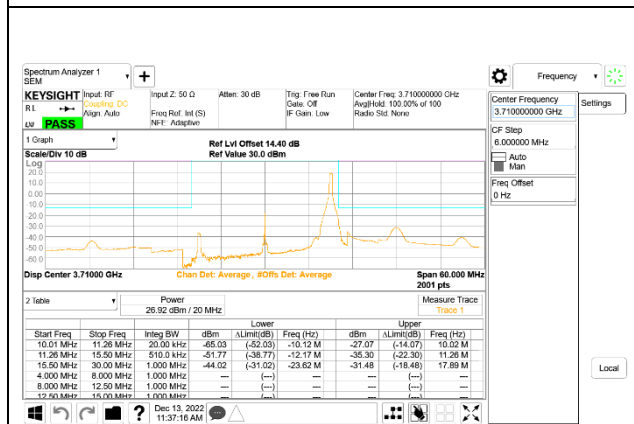 Spectrum Analyzer 1
SEM
Frequency
KEYSIGHT
Input: RF
Coupling: DC
Align: Auto
Input Z: 50 Ω
Freq Ref: Int (S)
NFE: Adaptive
Atten: 30 dB
Trig: Free Run
Gate: Off
IF Gain: Low
Center Freq: 3.710000000 GHz
Avg|Hold: 100.00% of 100
Radio Std: None
R L
LNI PASS
Center Frequency
3.710000000 GHz
Settings
CF Step
6.000000 MHz
Auto
Man
Freq Offset
0 Hz
1 Graph
Scale/Div 10 dB
Ref Lvl Offset 14.40 dB
Ref Value 30.0 dBm
Log
20.0
10.0
0.00
-10.0
-20.0
-30.0
-40.0
-50.0
-60.0
Disp Center 3.71000 GHz
Chan Det: Average , #Offs Det: Average
Span 60.000 MHz
2001 pts
2 Table
Power
26.92 dBm / 20 MHz
Measure Trace
Trace 1
Lower Upper
Start Freq Stop Freq Integ BW dBm ΔLimit(dB) Freq (Hz) dBm ΔLimit(dB) Freq (Hz)
10.01 MHz 11.26 MHz 20.00 kHz -65.03 (-52.03) -10.12 M -27.07 (-14.07) 10.02 M
11.26 MHz 15.50 MHz 510.0 kHz -51.77 (-38.77) -12.17 M -35.30 (-22.30) 11.26 M
15.50 MHz 30.00 MHz 1.000 MHz -44.02 (-31.02) -23.62 M -31.48 (-18.48) 17.89 M
4.000 MHz 8.000 MHz 1.000 MHz --- (---) --- --- (---) ---
8.000 MHz 12.50 MHz 1.000 MHz --- (---) --- --- (---) ---
12.50 MHz 15.00 MHz 1.000 MHz --- (---) --- --- (---) ---
Local
? Dec 13, 2022
11:37:16 AM